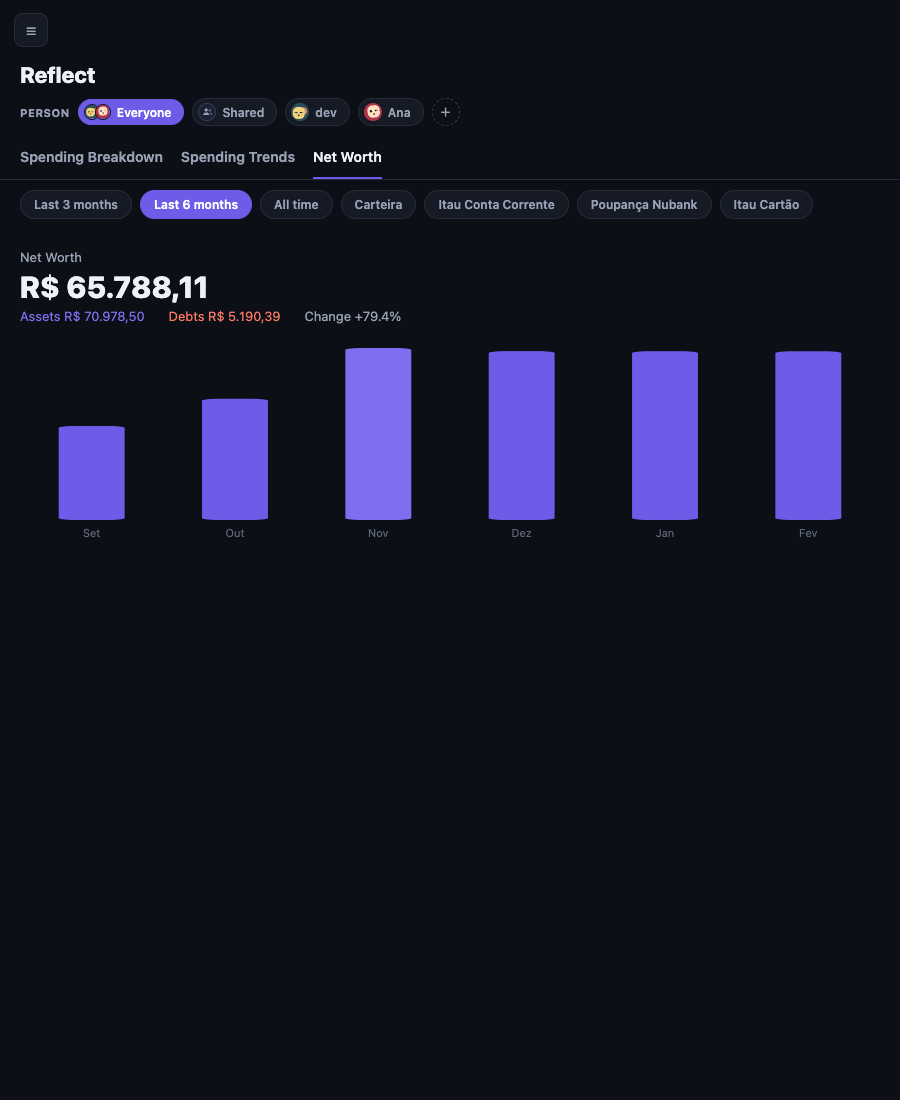 Reflect
PERSON Everyone Shared dev Ana +
Spending Breakdown Spending Trends Net Worth
Last 3 months Last 6 months All time Carteira Itau Conta Corrente Poupança Nubank Itau Cartão
Net Worth
R$ 65.788,11
Assets R$ 70.978,50 Debts R$ 5.190,39 Change +79.4%
Set Out Nov Dez Jan Fev